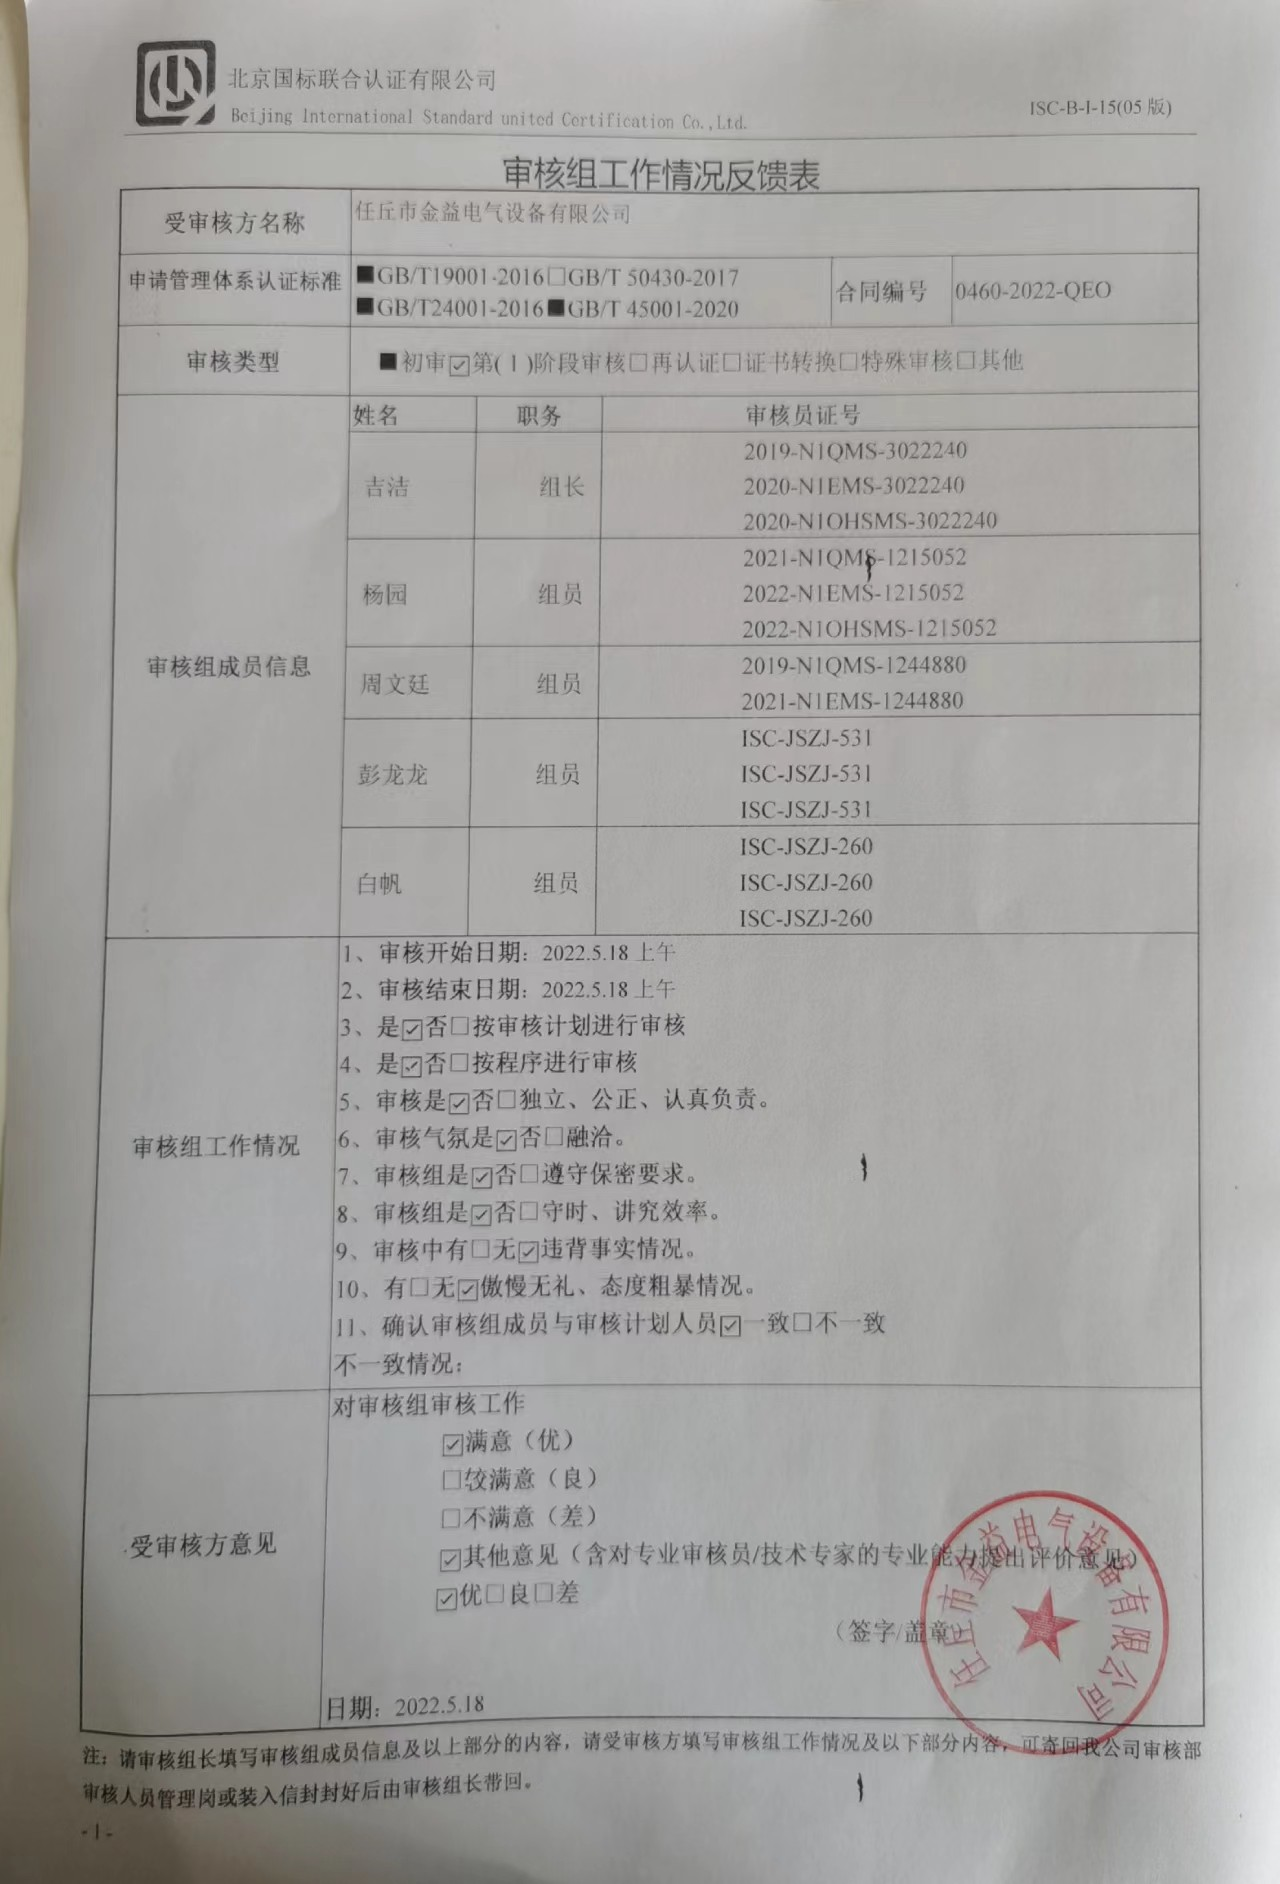 北京国标联合认证有限公司
Beijing International Standard united Certification Co.,Ltd.
ISC-B-I-15(05 版)
审核组工作情况反馈表
受审核方名称
任丘市金益电气设备有限公司
申请管理体系认证标准
■GB/T19001-2016□GB/T 50430-2017
■GB/T24001-2016■GB/T 45001-2020
合同编号
0460-2022-QEO
审核类型
■初审☑第( 1 )阶段审核□再认证□证书转换□特殊审核□其他
审核组成员信息
姓名 职务 审核员证号
吉洁 组长
2019-N1QMS-3022240
2020-N1EMS-3022240
2020-N1OHSMS-3022240
杨园 组员
2021-N1QMS-1215052
2022-N1EMS-1215052
2022-N1OHSMS-1215052
周文廷 组员
2019-N1QMS-1244880
2021-N1EMS-1244880
彭龙龙 组员
ISC-JSZJ-531
ISC-JSZJ-531
ISC-JSZJ-531
白帆 组员
ISC-JSZJ-260
ISC-JSZJ-260
ISC-JSZJ-260
审核组工作情况
1、审核开始日期：2022.5.18 上午
2、审核结束日期：2022.5.18 上午
3、是☑否□按审核计划进行审核
4、是☑否□按程序进行审核
5、审核是☑否□独立、公正、认真负责。
6、审核气氛是☑否□融洽。
7、审核组是☑否□遵守保密要求。
8、审核组是☑否□守时、讲究效率。
9、审核中有□无☑违背事实情况。
10、有□无☑傲慢无礼、态度粗暴情况。
11、确认审核组成员与审核计划人员☑一致□不一致
不一致情况：
受审核方意见
对审核组审核工作
☑满意（优）
□较满意（良）
□不满意（差）
☑其他意见（含对专业审核员/技术专家的专业能力提出评价意见）
☑优□良□差
（签字/盖章）
任丘市金益电气设备有限公司
日期：2022.5.18
注：请审核组长填写审核组成员信息及以上部分的内容，请受审核方填写审核组工作情况及以下部分内容，可寄回我公司审核部
审核人员管理岗或装入信封封好后由审核组长带回。
- 1 -